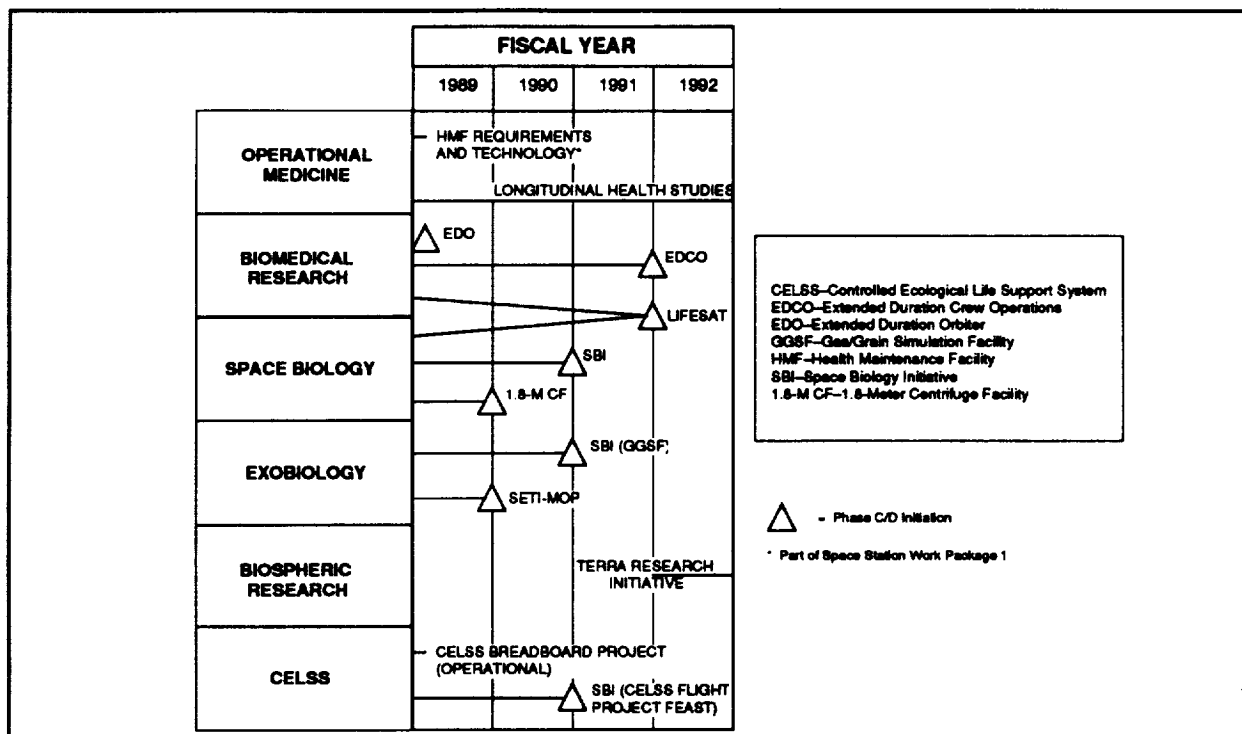 FISCAL YEAR
1989 1990 1991 1992
OPERATIONAL
MEDICINE
HMF REQUIREMENTS
AND TECHNOLOGY*
LONGITUDINAL HEALTH STUDIES
BIOMEDICAL
RESEARCH
EDO
EDCO
LIFESAT
SPACE BIOLOGY
SBI
1.8-M CF
EXOBIOLOGY
SBI (GGSF)
SETI-MOP
BIOSPHERIC
RESEARCH
TERRA RESEARCH
INITIATIVE
CELSS
CELSS BREADBOARD PROJECT
(OPERATIONAL)
SBI (CELSS FLIGHT
PROJECT FEAST)
CELSS–Controlled Ecological Life Support System
EDCO–Extended Duration Crew Operations
EDO–Extended Duration Orbiter
GGSF–Gas/Grain Simulation Facility
HMF–Health Maintenance Facility
SBI–Space Biology Initiative
1.8-M CF–1.8-Meter Centrifuge Facility
- Phase C/D Initiation
* Part of Space Station Work Package 1